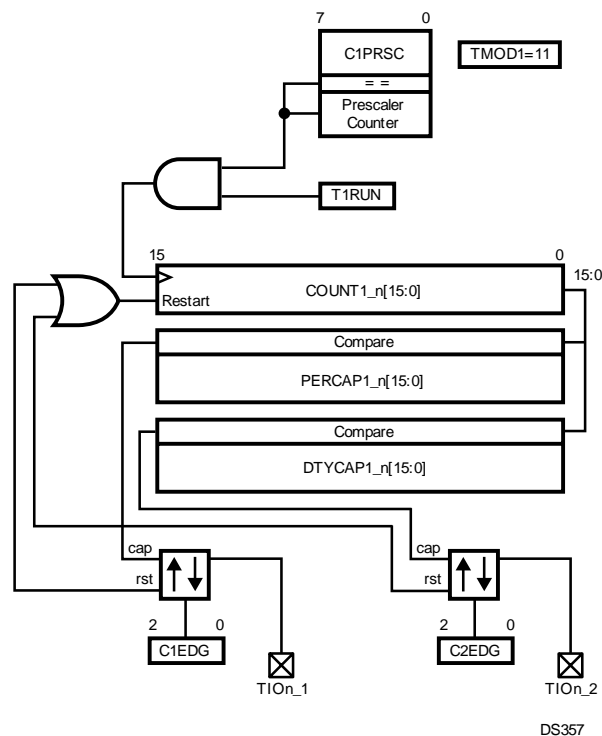 7 0
C1PRSC
TMOD1=11
= =
Prescaler
Counter
T1RUN
15 0
15:0
COUNT1_n[15:0]
Restart
Compare
PERCAP1_n[15:0]
Compare
DTYCAP1_n[15:0]
cap cap
rst rst
2 0 2 0
C1EDG C2EDG
TIOn_1 TIOn_2
DS357